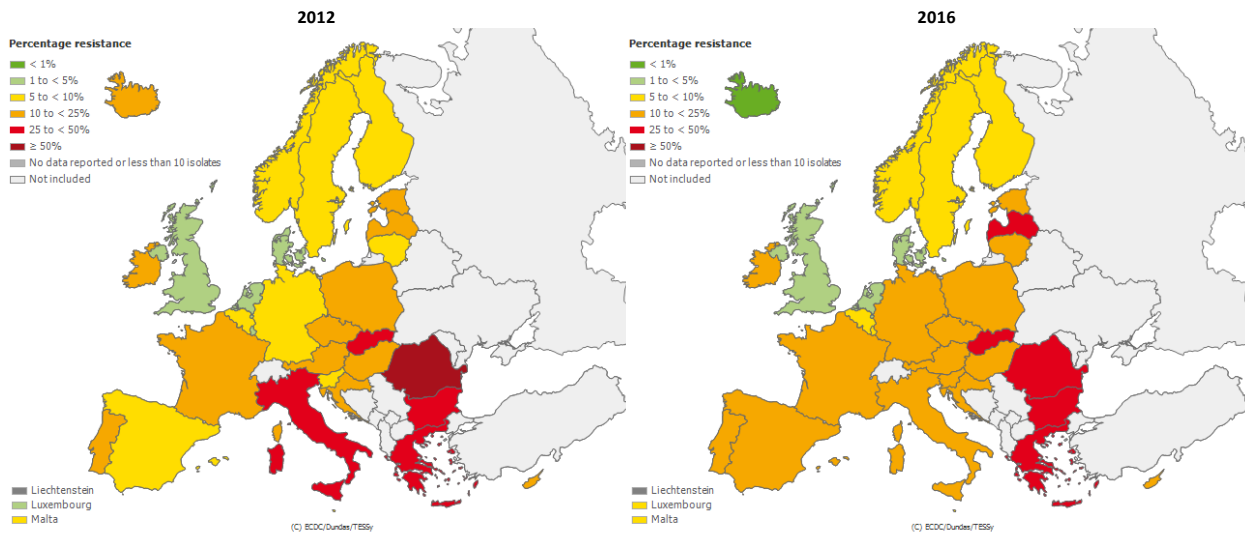 2012
Percentage resistance
< 1%
1 to < 5%
5 to < 10%
10 to < 25%
25 to < 50%
≥ 50%
No data reported or less than 10 isolates
Not included
Liechtenstein
Luxembourg
Malta
(C) ECDC/Dundas/TESSy
2016
Percentage resistance
< 1%
1 to < 5%
5 to < 10%
10 to < 25%
25 to < 50%
≥ 50%
No data reported or less than 10 isolates
Not included
Liechtenstein
Luxembourg
Malta
(C) ECDC/Dundas/TESSy